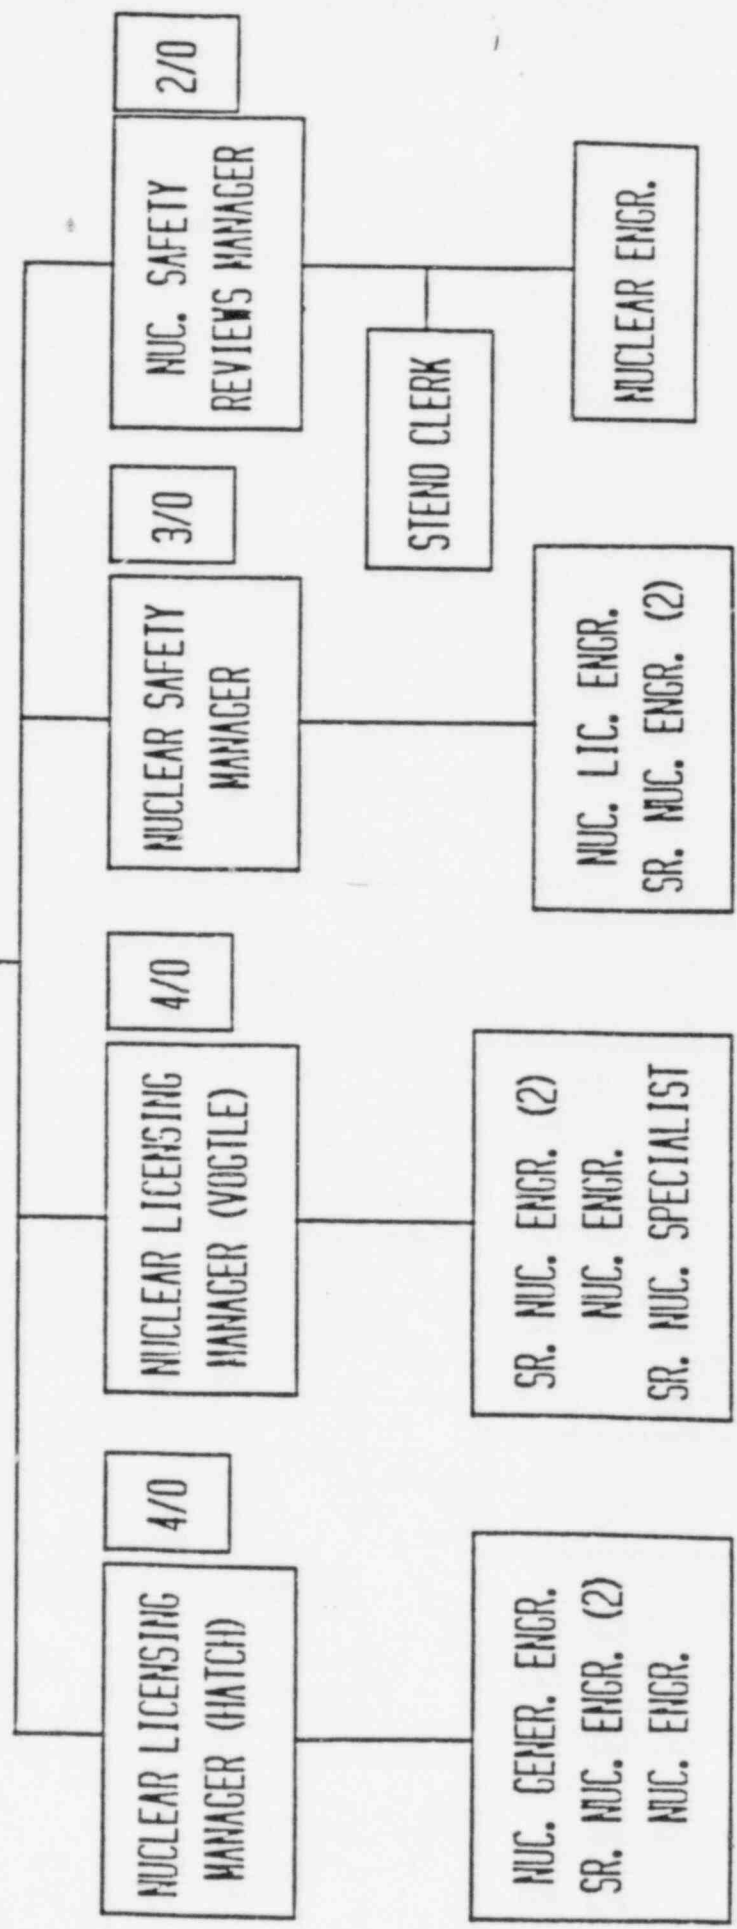 NUCLEAR LICENSING
MANAGER (HATCH)
4/0
NUC. GENER. ENGR.
SR. NUC. ENGR. (2)
NUC. ENGR.
NUCLEAR LICENSING
MANAGER (VOGTLE)
4/0
SR. NUC. ENGR. (2)
NUC. ENGR.
SR. NUC. SPECIALIST
NUCLEAR SAFETY
MANAGER
3/0
NUC. LIC. ENGR.
SR. NUC. ENGR. (2)
NUC. SAFETY
REVIEWS MANAGER
2/0
STENO CLERK
NUCLEAR ENGR.